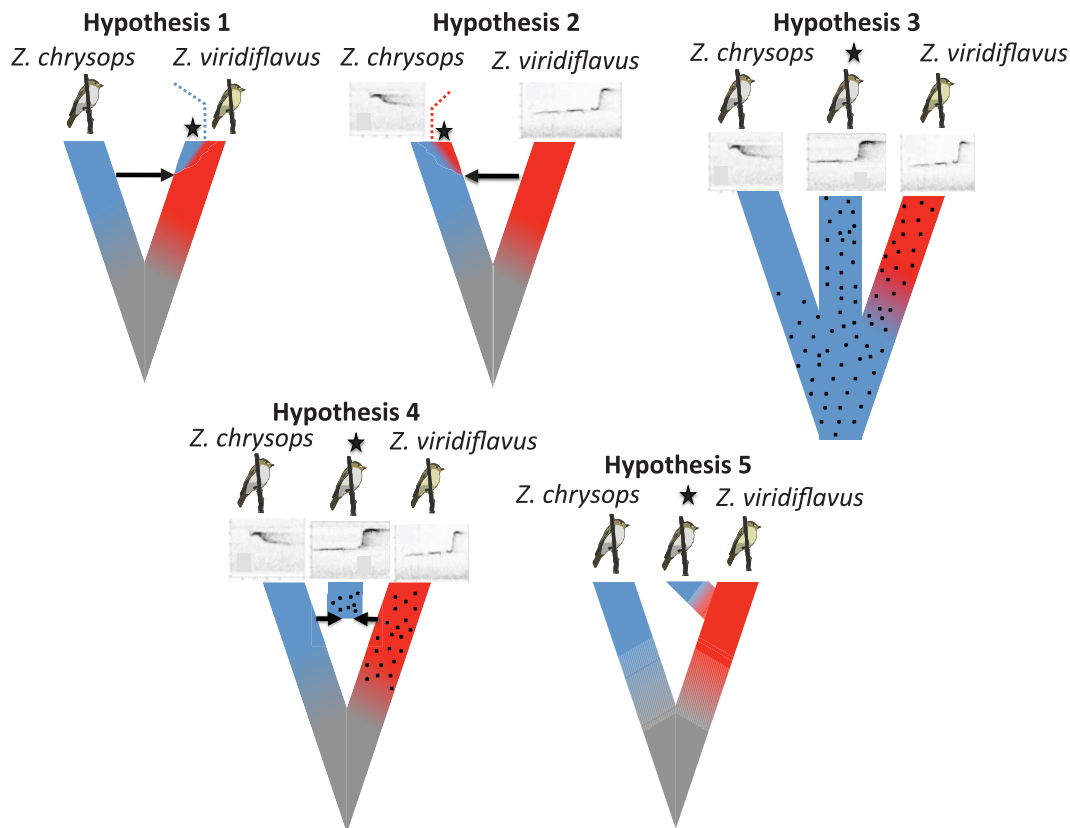 Hypothesis 1
Z. chrysops
Z. viridiflavus
Hypothesis 2
Z. chrysops
Z. viridiflavus
Hypothesis 3
Z. chrysops
Z. viridiflavus
Hypothesis 4
Z. chrysops
Z. viridiflavus
Hypothesis 5
Z. chrysops
Z. viridiflavus